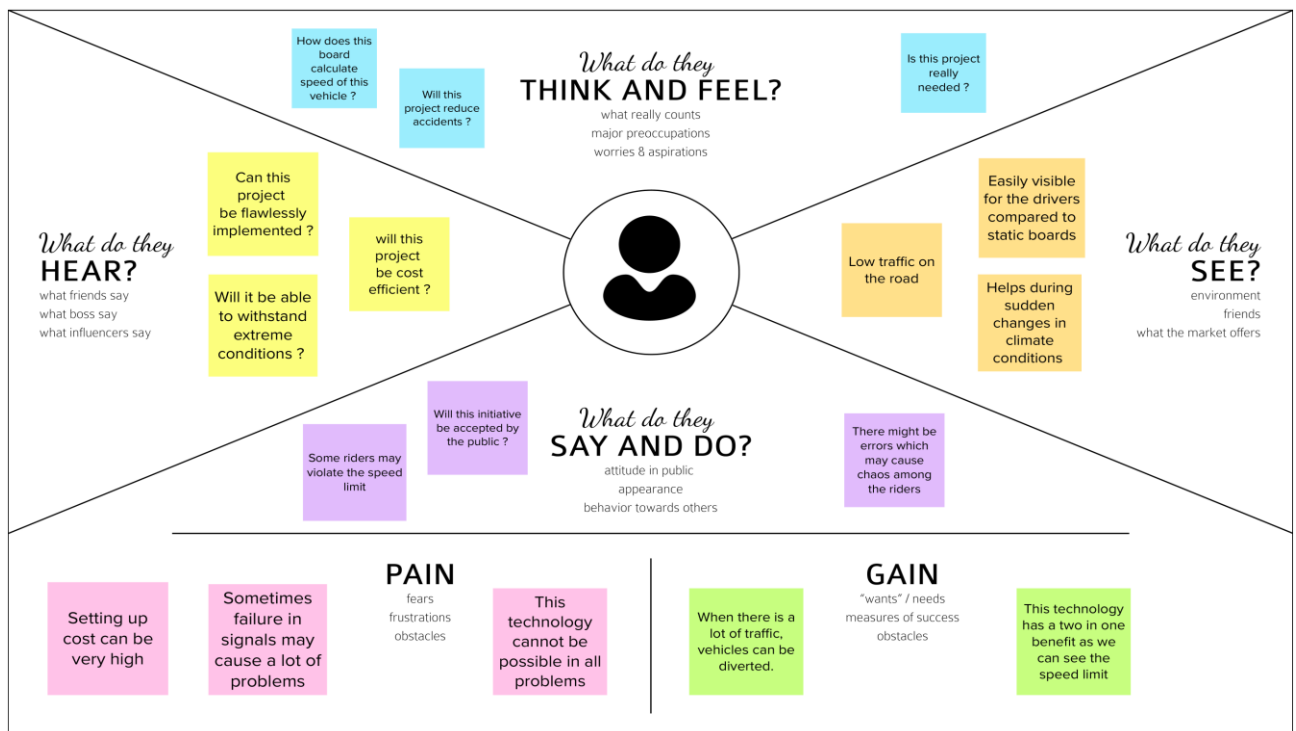 How does this
board
calculate
speed of this
vehicle ?
Will this
project reduce
accidents ?
What do they
THINK AND FEEL?
what really counts
major preoccupations
worries & aspirations
Is this project
really
needed ?
What do they
HEAR?
what friends say
what boss say
what influencers say
Can this
project
be flawlessly
implemented ?
will this
project
be cost
efficient ?
Will it be able
to withstand
extreme
conditions ?
Low traffic on
the road
Easily visible
for the drivers
compared to
static boards
Helps during
sudden
changes in
climate
conditions
What do they
SEE?
environment
friends
what the market offers
Some riders may
violate the speed
limit
Will this initiative
be accepted by
the public ?
What do they
SAY AND DO?
attitude in public
appearance
behavior towards others
There might be
errors which
may cause
chaos among
the riders
PAIN
fears
frustrations
obstacles
Setting up
cost can be
very high
Sometimes
failure in
signals may
cause a lot of
problems
This
technology
cannot be
possible in all
problems
GAIN
"wants" / needs
measures of success
obstacles
When there is a
lot of traffic,
vehicles can be
diverted.
This technology
has a two in one
benefit as we
can see the
speed limit